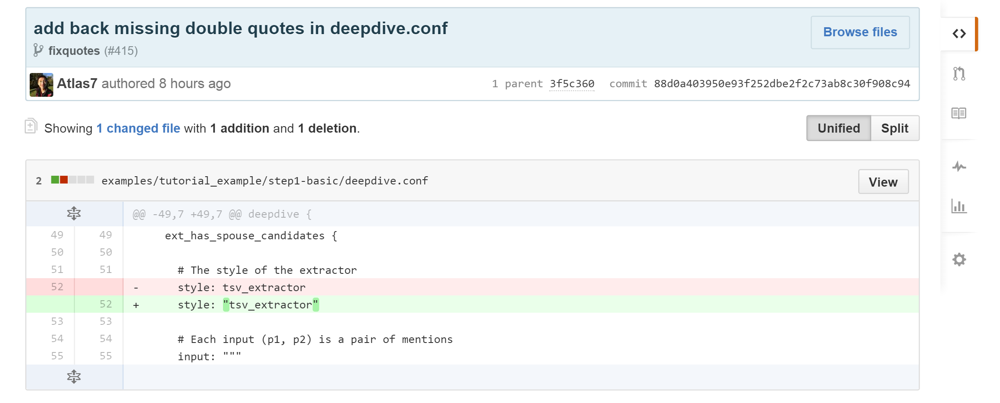 add back missing double quotes in deepdive.conf
Browse files
fixquotes (#415)
Atlas7 authored 8 hours ago
1 parent 3f5c360 commit 88d0a403950e93f252dbe2f2c73ab8c30f908c94
Showing 1 changed file with 1 addition and 1 deletion.
Unified Split
2 examples/tutorial_example/step1-basic/deepdive.conf
View
@@ -49,7 +49,7 @@ deepdive {
49 49 ext_has_spouse_candidates {
50 50
51 51 # The style of the extractor
52 - style: tsv_extractor
52 + style: "tsv_extractor"
53 53
54 54 # Each input (p1, p2) is a pair of mentions
55 55 input: """